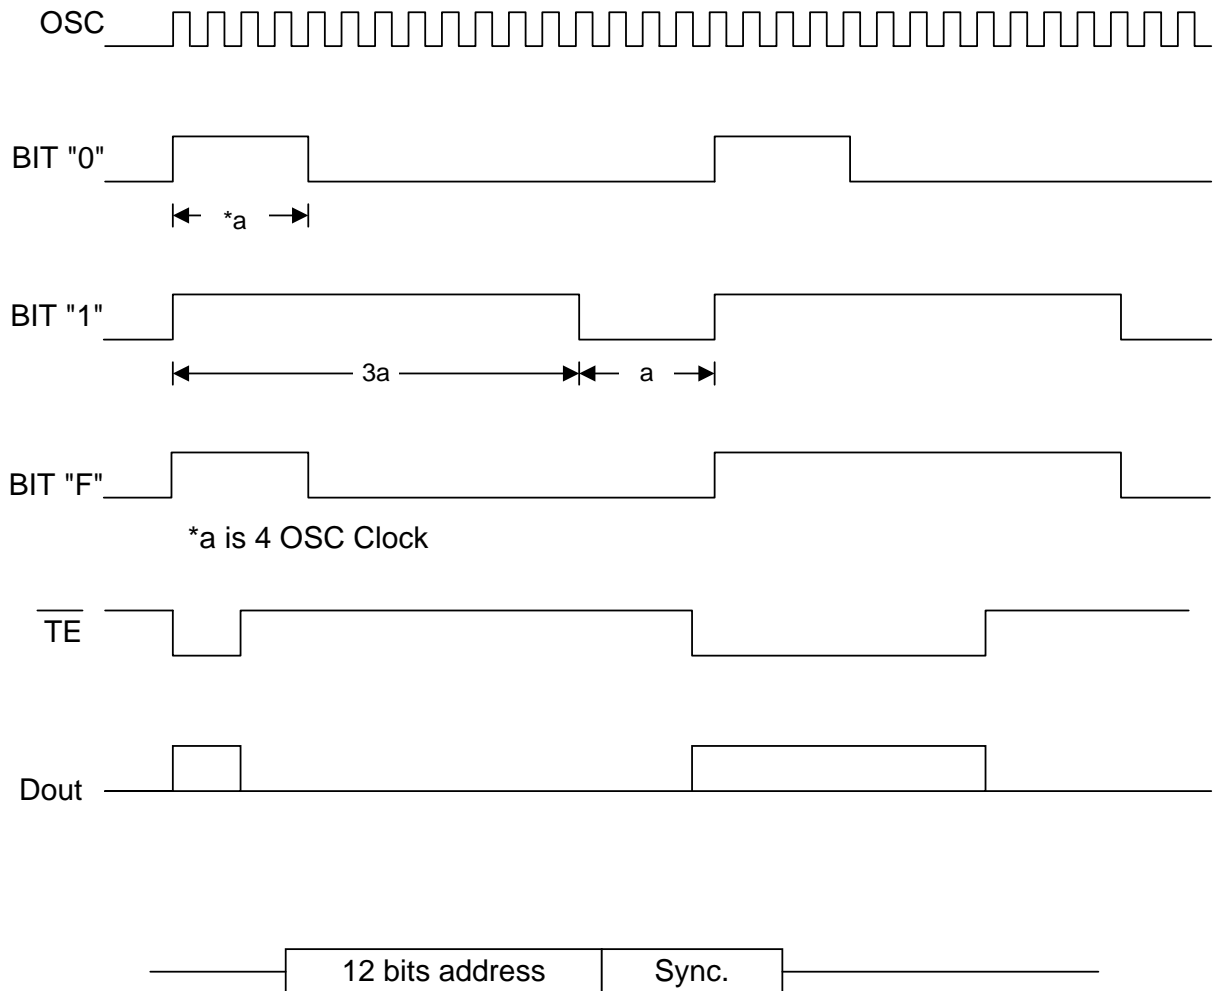 OSC
BIT "0"
*a
BIT "1"
3a
a
BIT "F"
*a is 4 OSC Clock
TE
Dout
12 bits address
Sync.